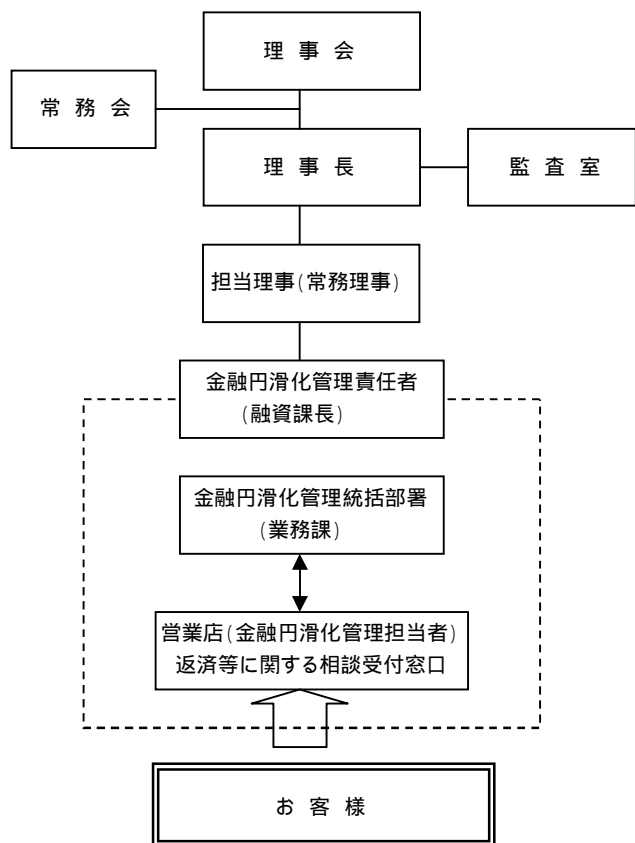 理事会
常務会
理事長
監査室
担当理事(常務理事)
金融円滑化管理責任者
(融資課長)
金融円滑化管理統括部署
(業務課)
営業店(金融円滑化管理担当者)
返済等に関する相談受付窓口
お客様